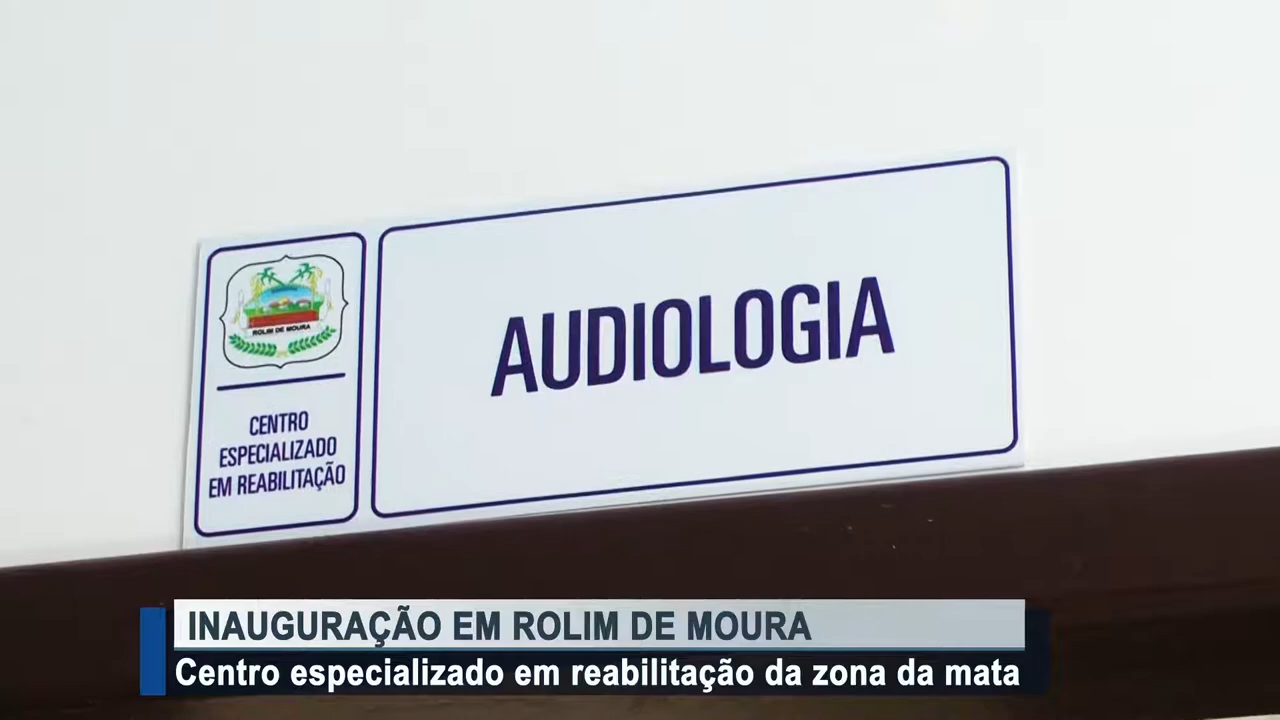 ROLIM DE MOURA
CENTRO
ESPECIALIZADO
EM REABILITAÇÃO
AUDIOLOGIA
INAUGURAÇÃO EM ROLIM DE MOURA
Centro especializado em reabilitação da zona da mata